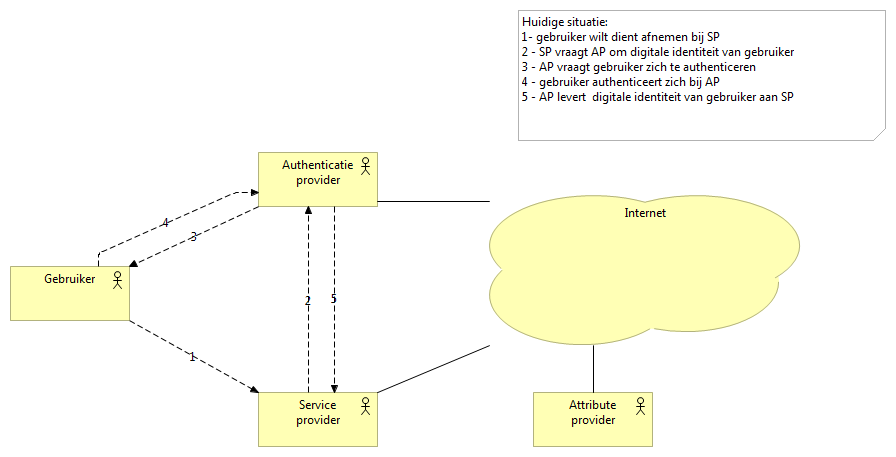 Huidige situatie:
1- gebruiker wilt dient afnemen bij SP
2 - SP vraagt AP om digitale identiteit van gebruiker
3 - AP vraagt gebruiker zich te authenticeren
4 - gebruiker authenticeert zich bij AP
5 - AP levert  digitale identiteit van gebruiker aan SP
Authenticatie
provider
Internet
4
3
Gebruiker
2
5
1
Service
provider
Attribute
provider